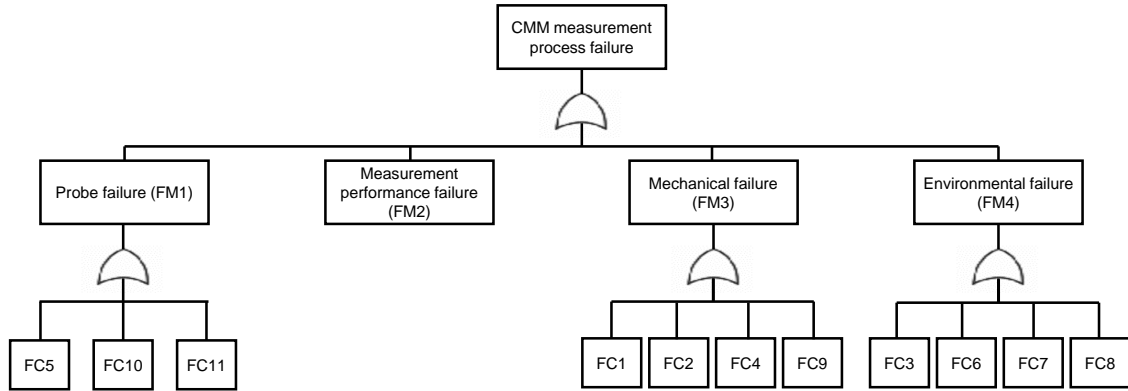 CMM measurement
process failure
Probe failure (FM1)
Measurement
performance failure
(FM2)
Mechanical failure
(FM3)
Environmental failure
(FM4)
FC5
FC10
FC11
FC1
FC2
FC4
FC9
FC3
FC6
FC7
FC8